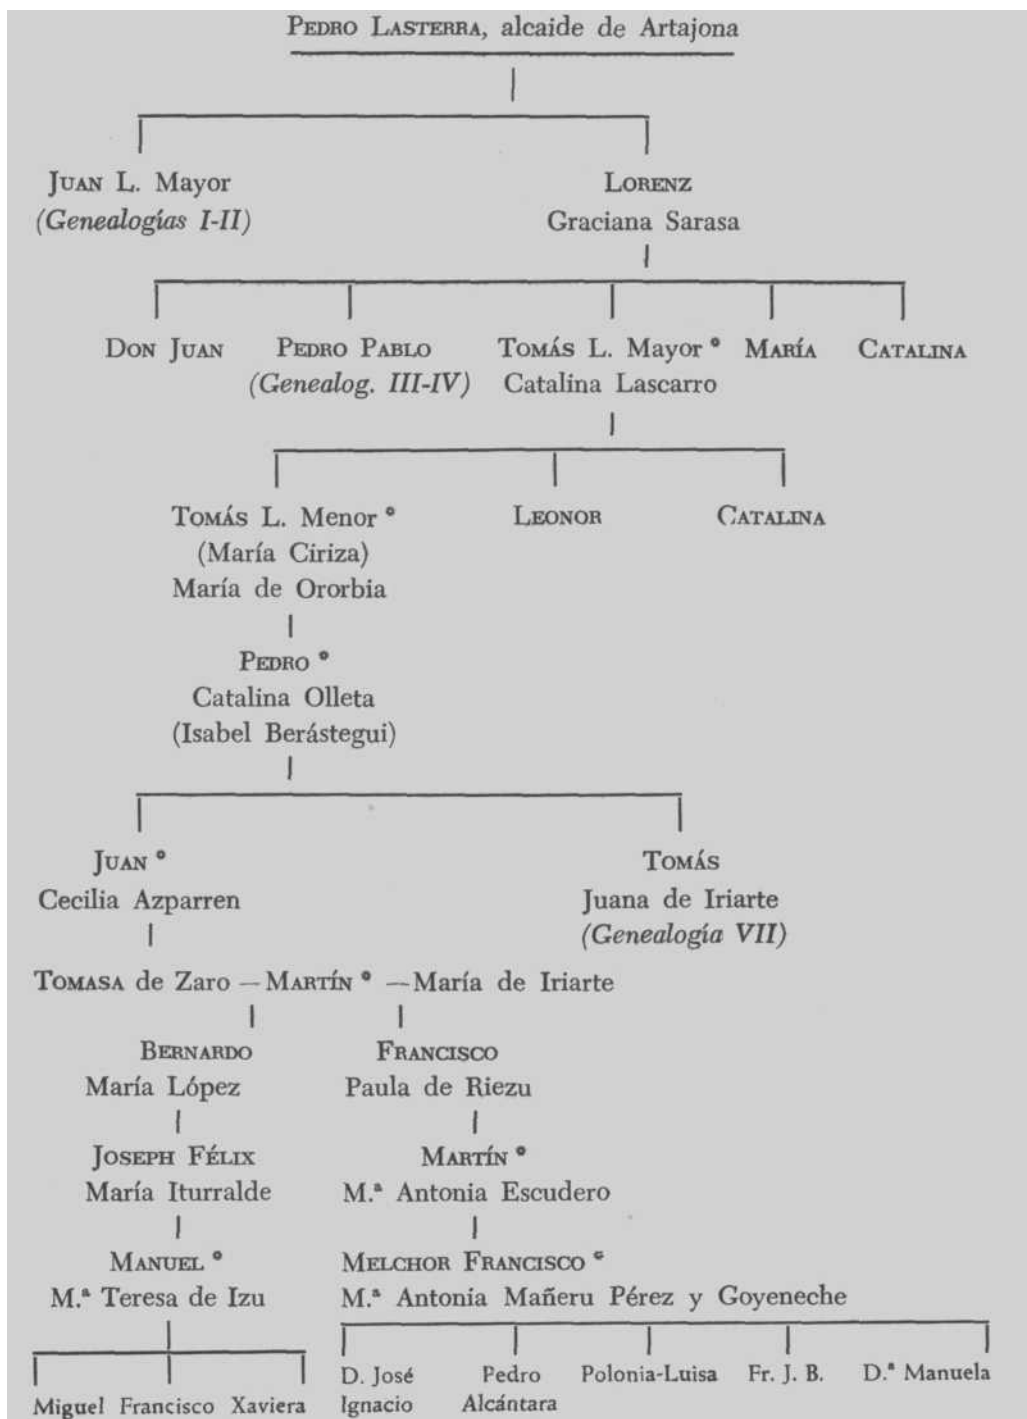 PEDRO LASTERRA, alcaide de Artajona
JUAN L. Mayor LORENZ
(Genealogías I-II) Graciana Sarasa
DON JUAN PEDRO PABLO TOMÁS L. Mayor * MARÍA CATALINA
(Genealog. III-IV) Catalina Lascarro
TOMÁS L. Menor * LEONOR CATALINA
(María Ciriza)
María de Ororbia
PEDRO *
Catalina Olleta
(Isabel Berástegui)
JUAN * TOMÁS
Cecilia Azparren Juana de Iriarte
(Genealogía VII)
TOMASA de Zaro — MARTÍN * — María de Iriarte
BERNARDO FRANCISCO
María López Paula de Riezu
JOSEPH FÉLIX MARTÍN *
María Iturralde M.ª Antonia Escudero
MANUEL * MELCHOR FRANCISCO *
M.ª Teresa de Izu M.ª Antonia Mañeru Pérez y Goyeneche
D. José Pedro Polonia-Luisa Fr. J. B. D.ª Manuela
Miguel Francisco Xaviera Ignacio Alcántara